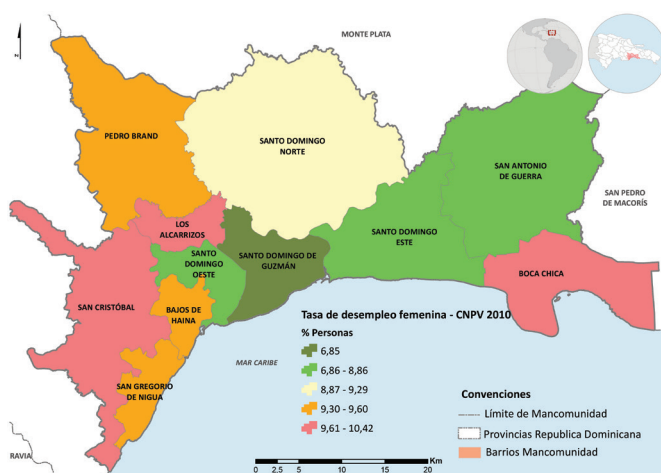 MONTE PLATA
N
PEDRO BRAND
SANTO DOMINGO
NORTE
SAN ANTONIO
DE GUERRA
SAN PEDRO
DE MACORÍS
LOS
ALCARRIZOS
SANTO
DOMINGO
OESTE
SANTO DOMINGO DE
GUZMÁN
SANTO DOMINGO
ESTE
BOCA CHICA
SAN CRISTÓBAL
BAJOS DE
HAINA
SAN GREGORIO
DE NIGUA
MAR CARIBE
RAVIA
Tasa de desempleo femenina - CNPV 2010
% Personas
6,85
6,86 - 8,86
8,87 - 9,29
9,30 - 9,60
9,61 - 10,42
Convenciones
Límite de Mancomunidad
Provincias Republica Dominicana
Barrios Mancomunidad
Km
0 5 10 15 20